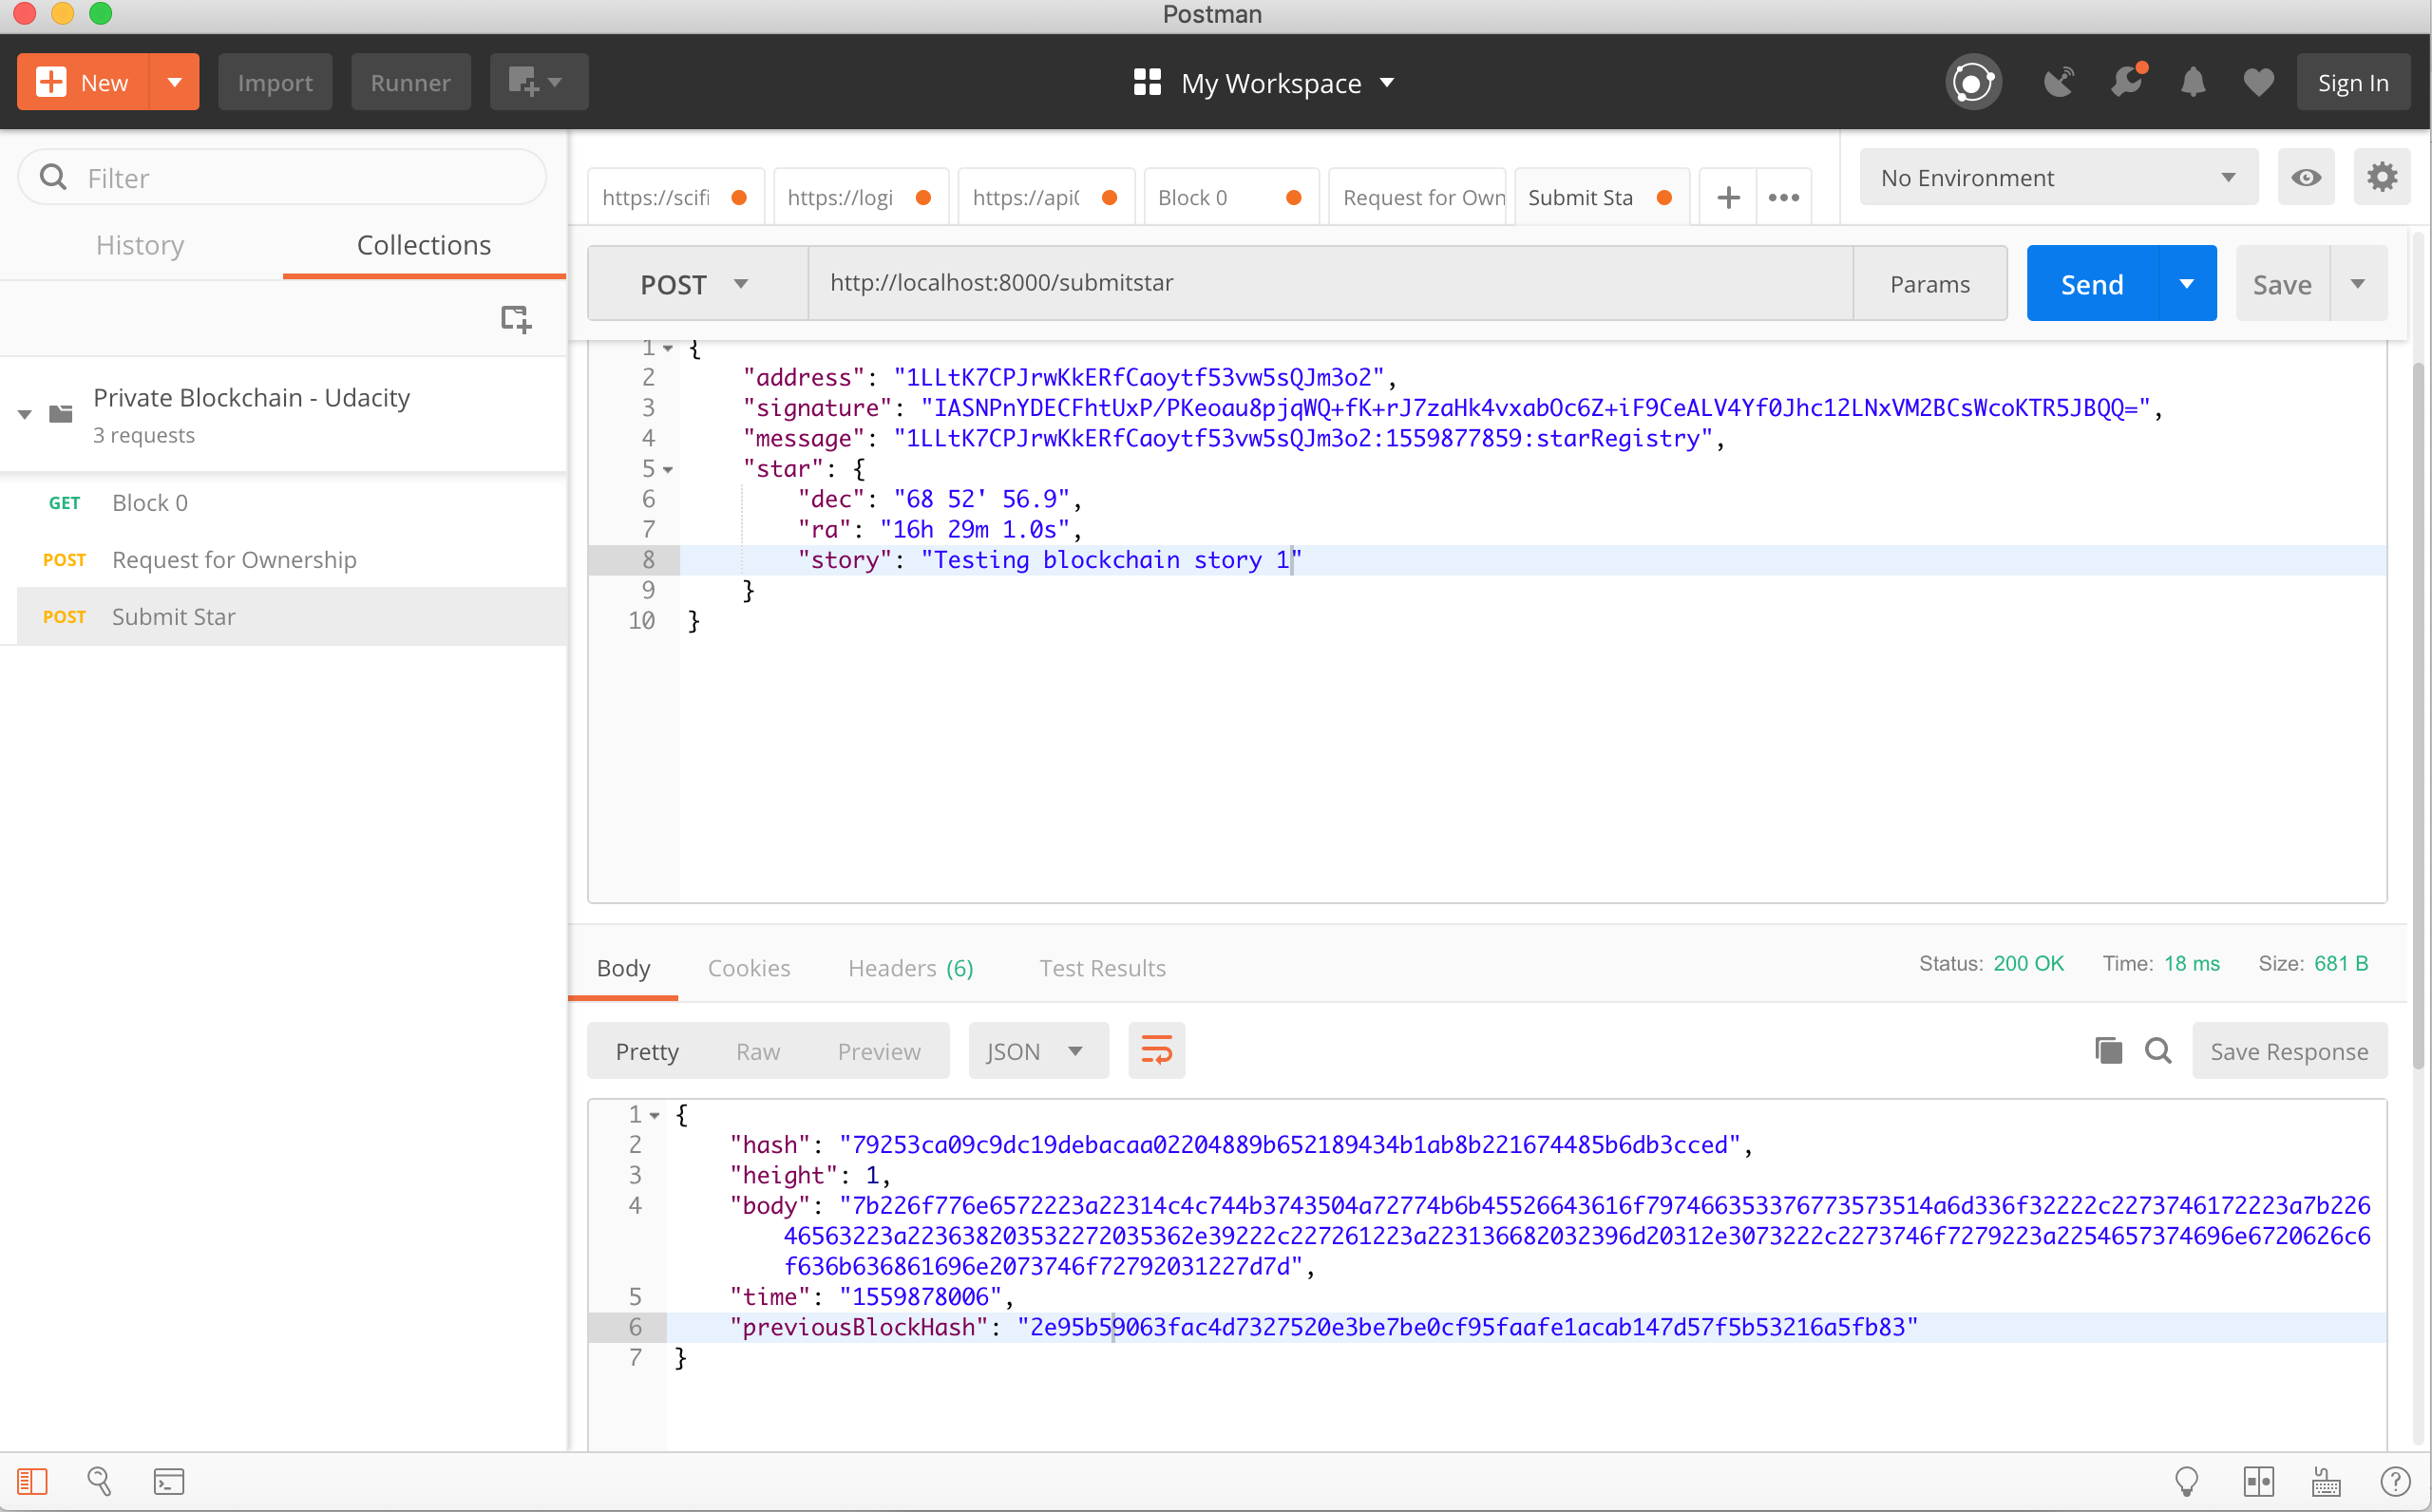 Postman
New
Import
Runner
My Workspace
Sign In
Filter
History
Collections
Private Blockchain - Udacity
3 requests
GET Block 0
POST Request for Ownership
POST Submit Star
https://scifi
https://logi
https://api
Block 0
Request for Own
Submit Sta
No Environment
POST
http://localhost:8000/submitstar
Params
Send
Save
1 {
2 "address": "1LLtK7CPJrwKkERfCaoytf53vw5sQJm3o2",
3 "signature": "IASNPnYDECFhtUxP/PKeoau8pjqWQ+fK+rJ7zaHk4vxabOc6Z+iF9CeALV4Yf0Jhc12LNxVM2BCsWcoKTR5JBQQ=",
4 "message": "1LLtK7CPJrwKkERfCaoytf53vw5sQJm3o2:1559877859:starRegistry",
5 "star": {
6 "dec": "68 52' 56.9",
7 "ra": "16h 29m 1.0s",
8 "story": "Testing blockchain story 1"
9 }
10 }
Body
Cookies
Headers (6)
Test Results
Status: 200 OK
Time: 18 ms
Size: 681 B
Pretty
Raw
Preview
JSON
Save Response
1 {
2 "hash": "79253ca09c9dc19debacaa02204889b652189434b1ab8b221674485b6db3cced",
3 "height": 1,
4 "body": "7b226f776e6572223a22314c4c744b3743504a72774b6b45526643616f797466353376773573514a6d336f32222c2273746172223a7b226
46563223a2236382035322720 35362e39222c227261223a223136682032396d20312e3073222c2273746f7279223a2254657374696e6720626c6
f636b636861696e2073746f72792031227d7d",
5 "time": "1559878006",
6 "previousBlockHash": "2e95b59063fac4d7327520e3be7be0cf95faafe1acab147d57f5b53216a5fb83"
7 }